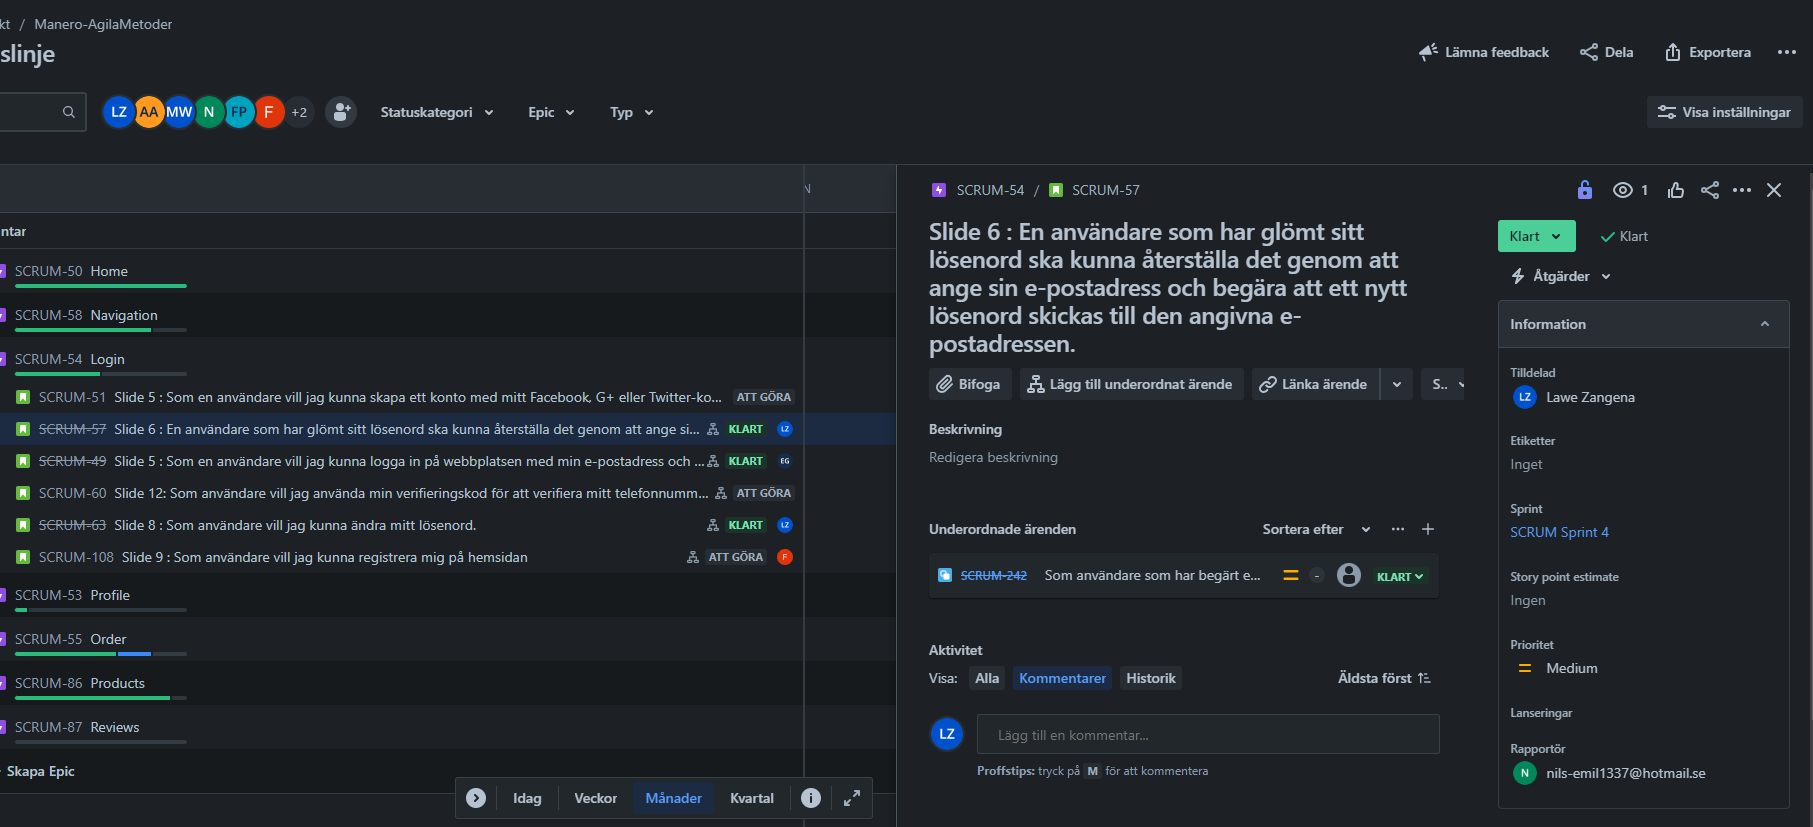 kt / Manero-AgilaMetoder
slinje
Lämna feedback Dela Exportera
LZ AA MW N FP F +2 Statuskategori Epic Typ Visa inställningar
N
ntar
SCRUM-50 Home
SCRUM-58 Navigation
SCRUM-54 Login
SCRUM-51 Slide 5 : Som en användare vill jag kunna skapa ett konto med mitt Facebook, G+ eller Twitter-ko... ATT GÖRA
SCRUM-57 Slide 6 : En användare som har glömt sitt lösenord ska kunna återställa det genom att ange si... KLART LZ
SCRUM-49 Slide 5 : Som en användare vill jag kunna logga in på webbplatsen med min e-postadress och ... KLART EG
SCRUM-60 Slide 12: Som användare vill jag använda min verifieringskod för att verifiera mitt telefonnumm... ATT GÖRA
SCRUM-63 Slide 8 : Som användare vill jag kunna ändra mitt lösenord. KLART LZ
SCRUM-108 Slide 9 : Som användare vill jag kunna registrera mig på hemsidan ATT GÖRA F
SCRUM-53 Profile
SCRUM-55 Order
SCRUM-86 Products
SCRUM-87 Reviews
Skapa Epic
Idag Veckor Månader Kvartal
SCRUM-54 / SCRUM-57 1
Slide 6 : En användare som har glömt sitt
lösenord ska kunna återställa det genom att
ange sin e-postadress och begära att ett nytt
lösenord skickas till den angivna e-
postadressen.
Bifoga Lägg till underordnat ärende Länka ärende S..
Beskrivning
Redigera beskrivning
Underordnade ärenden Sortera efter
SCRUM-242 Som användare som har begärt e... - KLART
Aktivitet
Visa: Alla Kommentarer Historik Äldsta först
LZ Lägg till en kommentar...
Proffstips: tryck på M för att kommentera
Klart Klart
Åtgärder
Information
Tilldelad
LZ Lawe Zangena
Etiketter
Inget
Sprint
SCRUM Sprint 4
Story point estimate
Ingen
Prioritet
Medium
Lanseringar
Rapportör
N nils-emil1337@hotmail.se